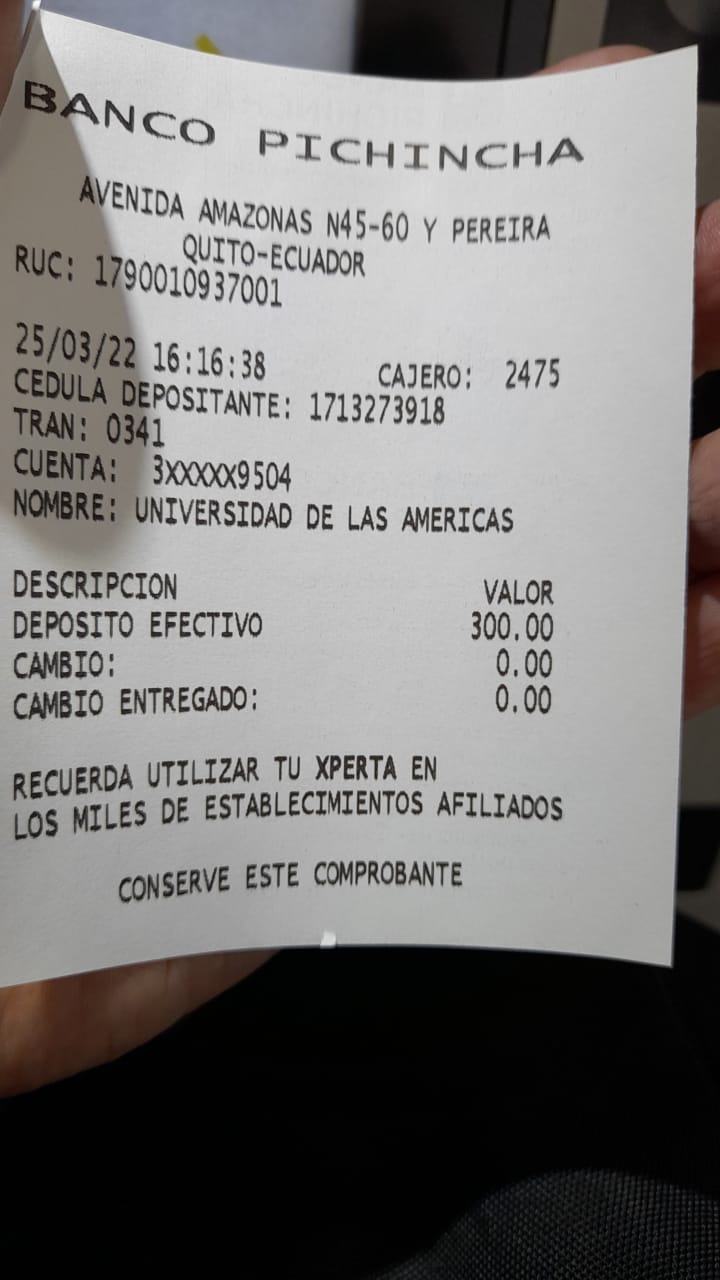 BANCO PICHINCHA
AVENIDA AMAZONAS N45-60 Y PEREIRA
QUITO-ECUADOR
RUC: 1790010937001
25/03/22 16:16:38 CAJERO: 2475
CEDULA DEPOSITANTE: 1713273918
TRAN: 0341
CUENTA: 3XXXXX9504
NOMBRE: UNIVERSIDAD DE LAS AMERICAS
DESCRIPCION VALOR
DEPOSITO EFECTIVO 300.00
CAMBIO: 0.00
CAMBIO ENTREGADO: 0.00
RECUERDA UTILIZAR TU XPERTA EN
LOS MILES DE ESTABLECIMIENTOS AFILIADOS
CONSERVE ESTE COMPROBANTE